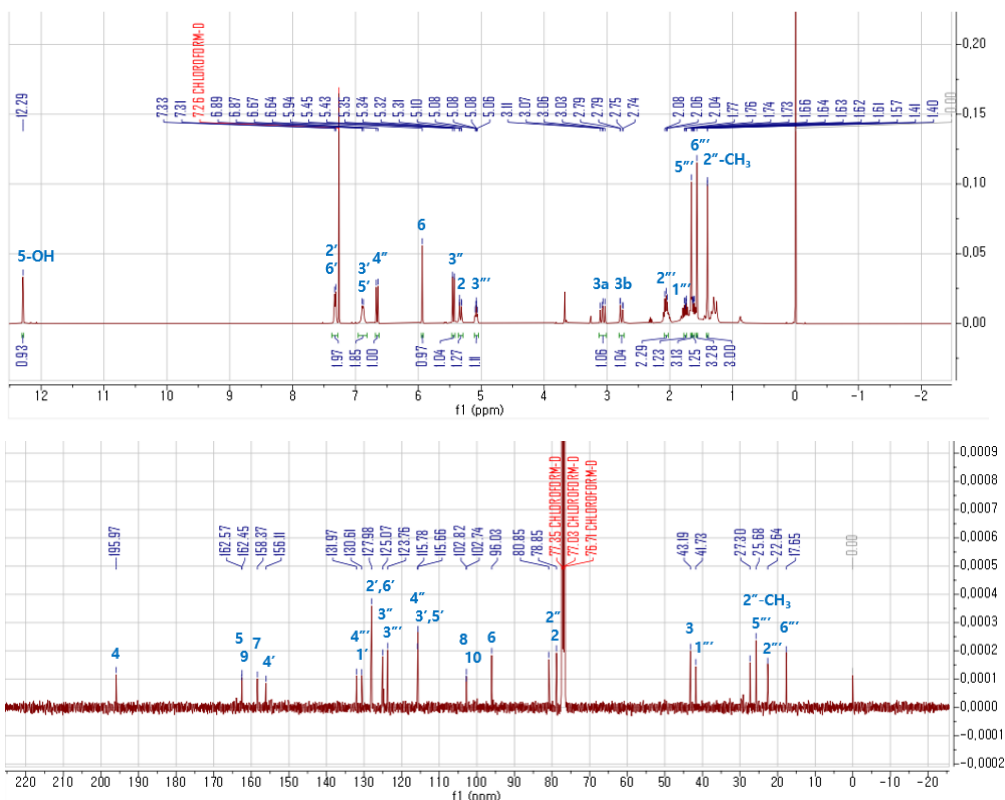 12.29 7.33 7.31 7.26 CHLOROFORM-D 6.89 6.87 6.67 6.64 5.94 5.45 5.43 5.35 5.34 5.32 5.31 5.10 5.08 5.08 5.06 3.11 3.07 3.06 3.03 2.79 2.79 2.75 2.74 2.08 2.06 2.04 1.77 1.76 1.74 1.73 1.66 1.64 1.63 1.62 1.61 1.57 1.41 1.40 0.00
0,20
0,15
0,10
0,05
0,00
6‴
5‴ 2″-CH₃
6
5-OH 2′ 4″ 3″
6′ 3′ 2 3‴ 3a 3b 2‴ 1‴
5′
0.93 1.97 1.85 1.00 0.97 1.04 1.27 1.11 1.06 1.04 2.29 1.23 3.13 1.25 3.28 3.00
12 11 10 9 8 7 6 5 4 3 2 1 0 -1 -2
f1 (ppm)
195.97 162.57 162.45 158.37 156.11 131.97 130.61 127.98 125.07 123.76 115.78 115.66 102.82 102.74 96.03 80.85 78.85 77.35 CHLOROFORM-D 77.03 CHLOROFORM-D 76.71 CHLOROFORM-D 43.19 41.73 27.30 25.68 22.64 17.65 0.00
0,0009
0,0008
0,0007
0,0006
0,0005
0,0004
0,0003
0,0002
0,0001
0,0000
-0,0001
-0,0002
2′,6′ 4″ 2″-CH₃
3″ 3′,5′ 2″ 5‴ 6‴
5 7 4‴ 3‴ 8 6 2 3
4 9 4′ 1′ 10 1‴ 2‴
220 210 200 190 180 170 160 150 140 130 120 110 100 90 80 70 60 50 40 30 20 10 0 -10 -20
f1 (ppm)